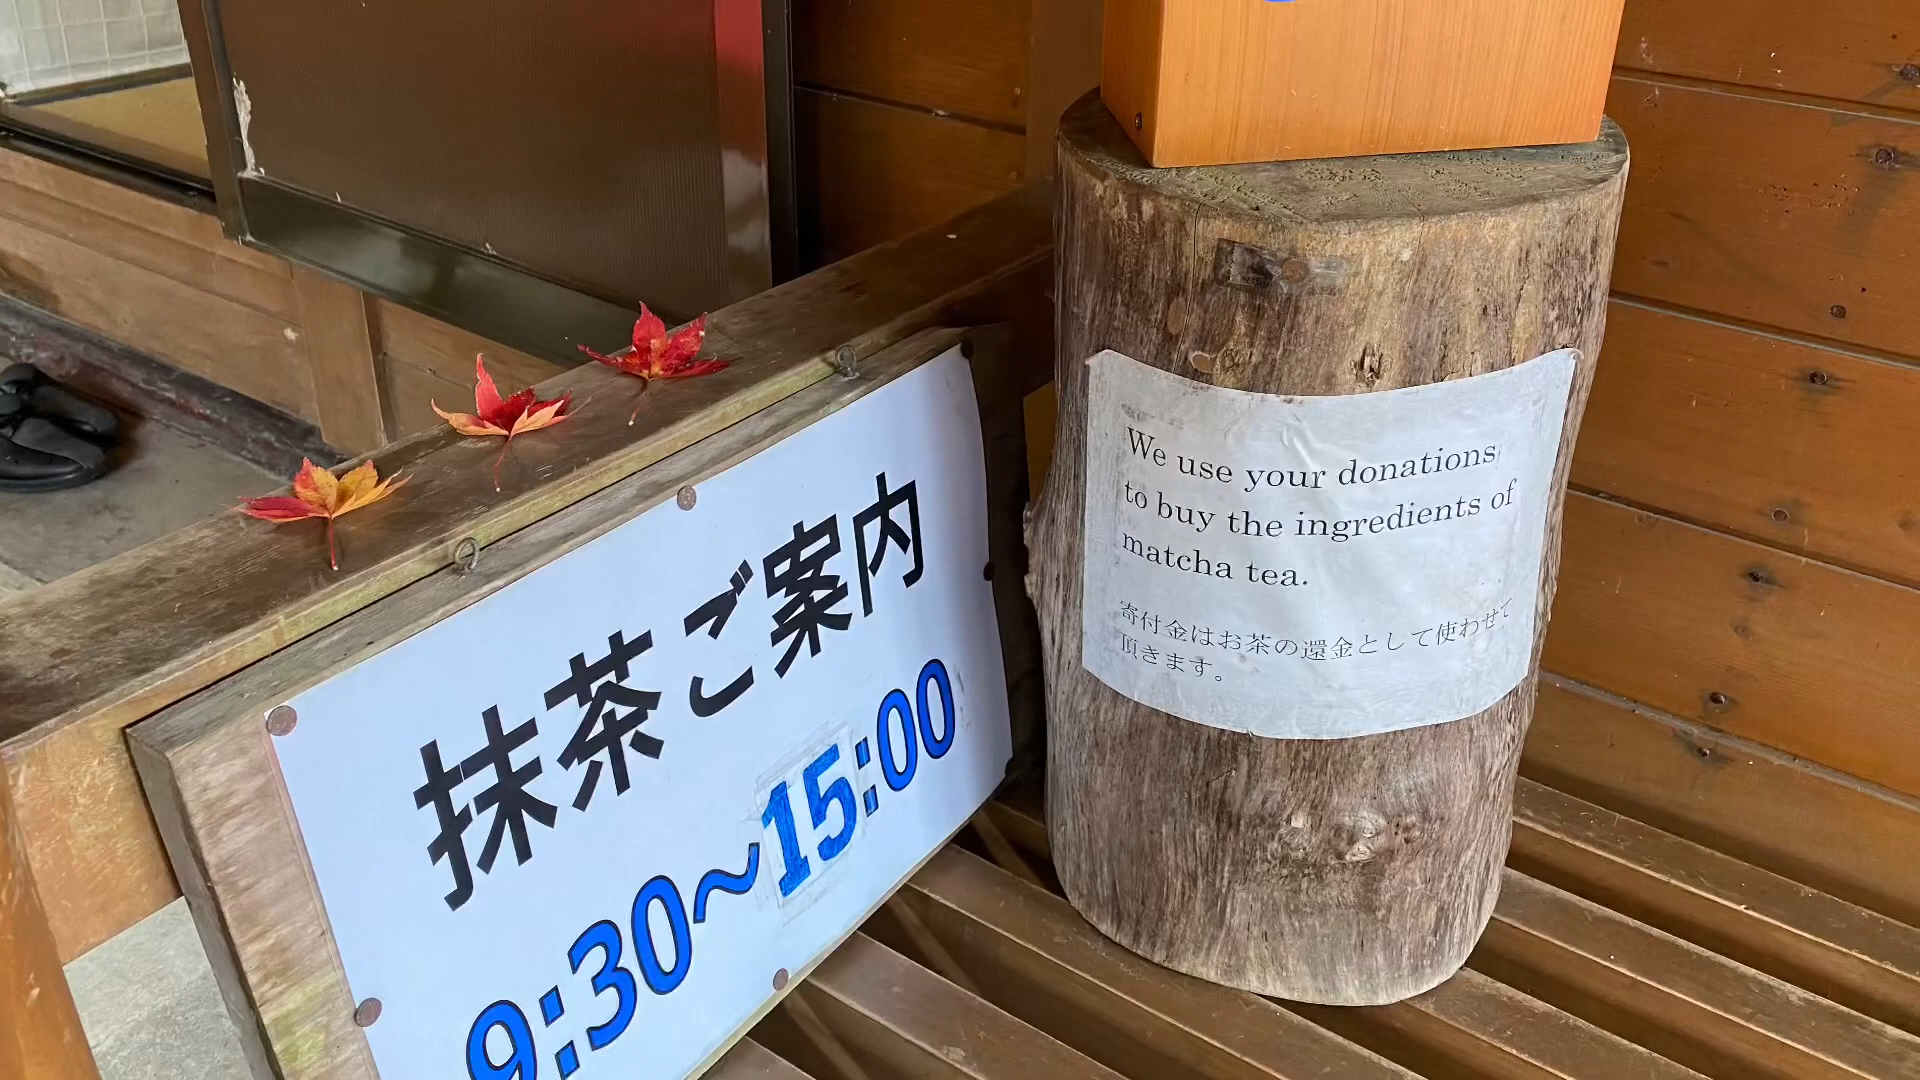 抹茶ご案内
9:30～15:00
We use your donations
to buy the ingredients of
matcha tea.
寄付金はお茶の還金として使わせて
頂きます。